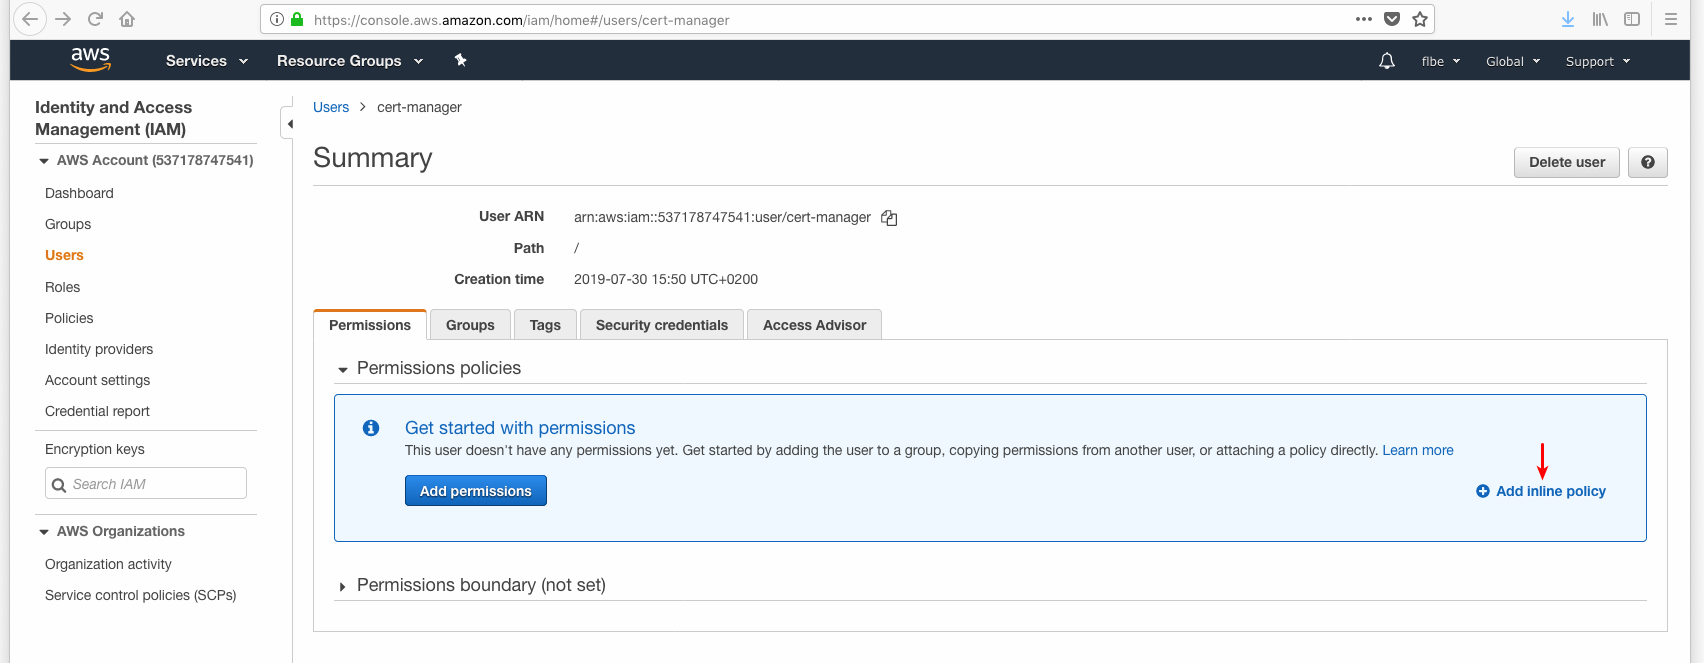 https://console.aws.amazon.com/iam/home#/users/cert-manager
aws Services Resource Groups flbe Global Support
Identity and Access
Management (IAM)
AWS Account (537178747541)
Dashboard
Groups
Users
Roles
Policies
Identity providers
Account settings
Credential report
Encryption keys
Search IAM
AWS Organizations
Organization activity
Service control policies (SCPs)
Users > cert-manager
Summary
Delete user
User ARN arn:aws:iam::537178747541:user/cert-manager
Path /
Creation time 2019-07-30 15:50 UTC+0200
Permissions Groups Tags Security credentials Access Advisor
Permissions policies
Get started with permissions
This user doesn't have any permissions yet. Get started by adding the user to a group, copying permissions from another user, or attaching a policy directly. Learn more
Add permissions
Add inline policy
Permissions boundary (not set)